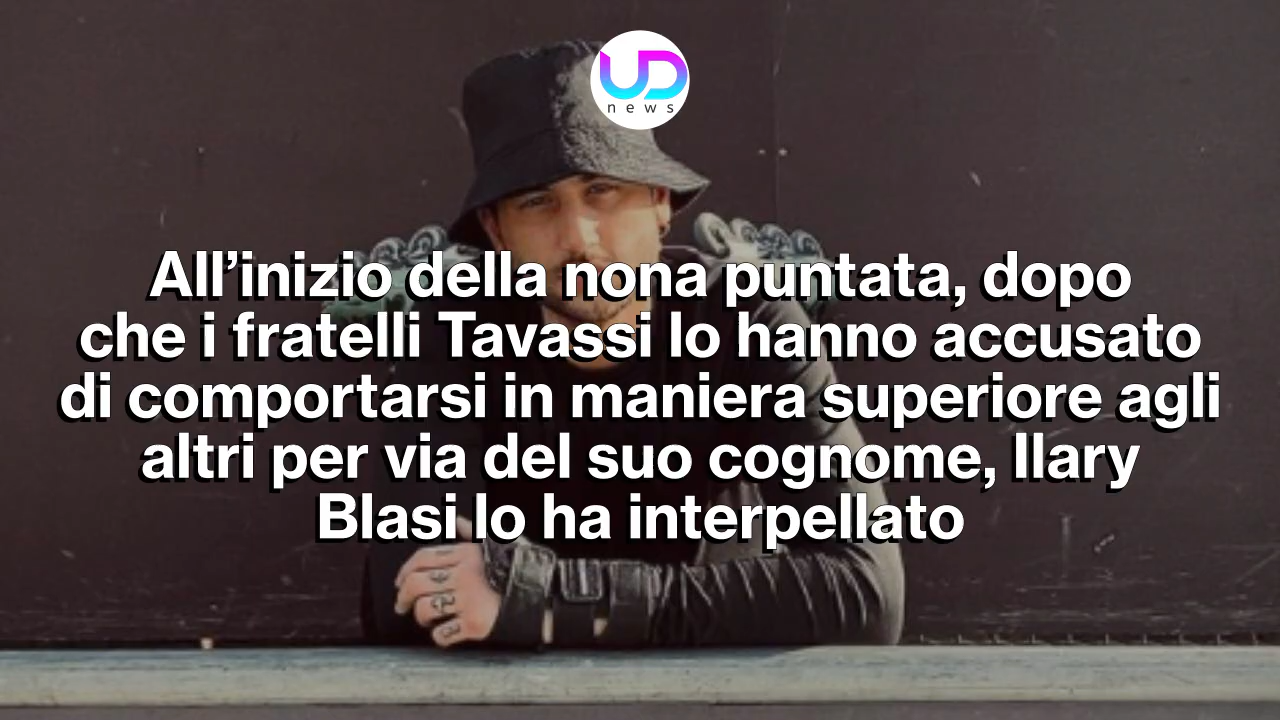 UD
news
All’inizio della nona puntata, dopo
che i fratelli Tavassi lo hanno accusato
di comportarsi in maniera superiore agli
altri per via del suo cognome, Ilary
Blasi lo ha interpellato